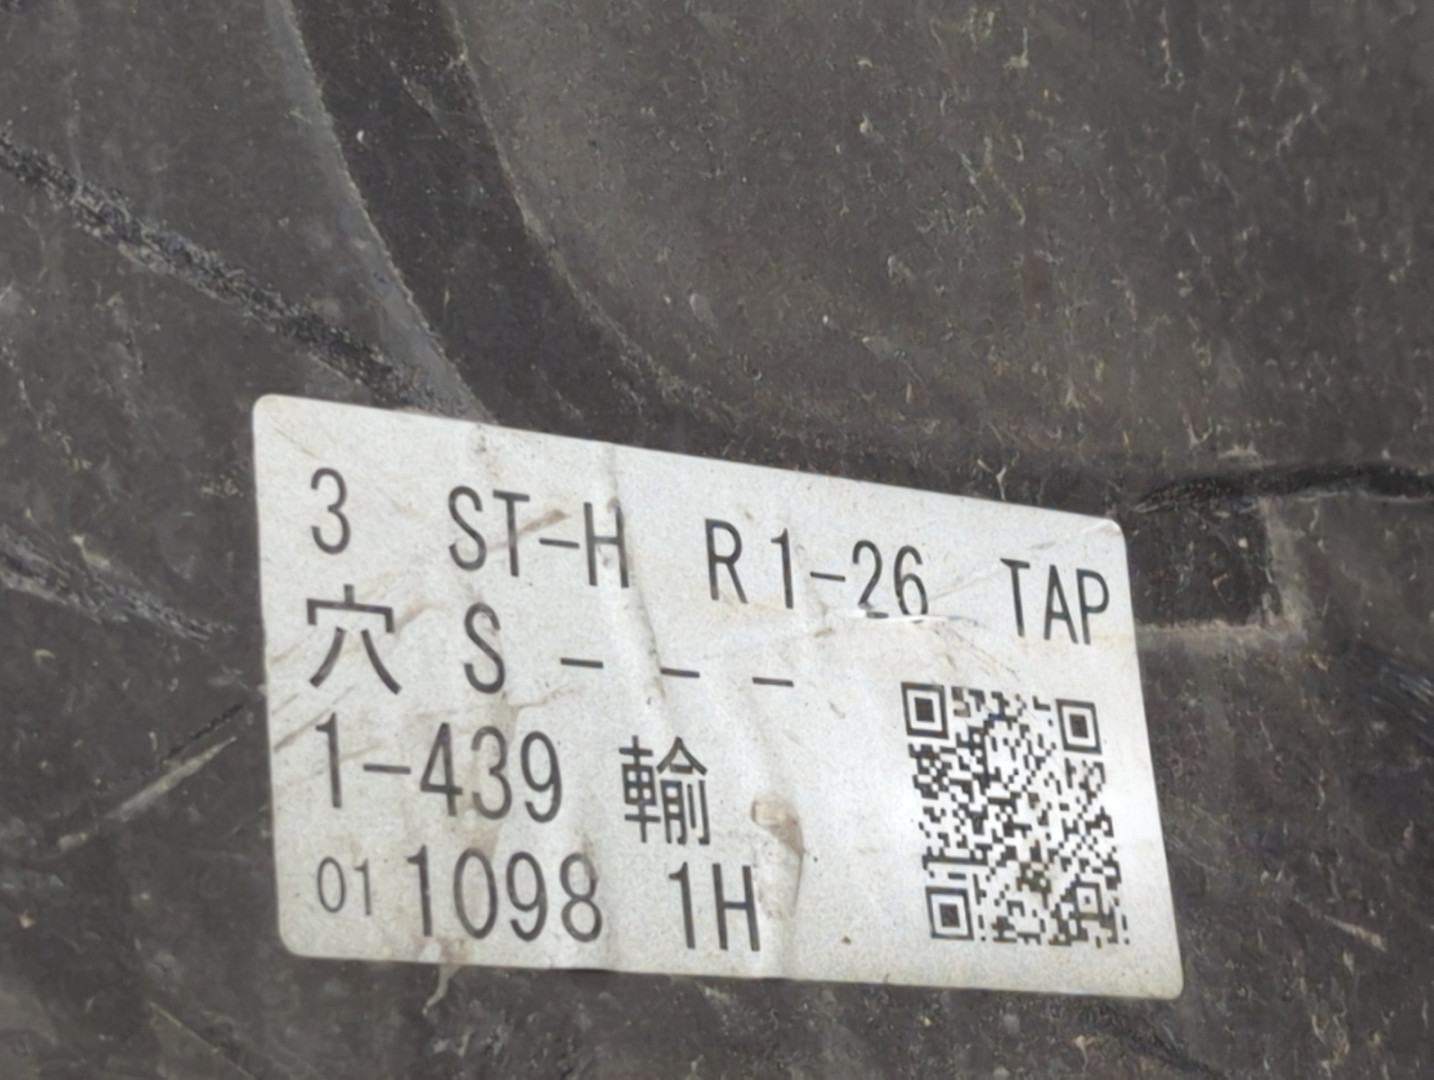 3 ST-H R1-26 TAP
穴 S - - -
1-439 輸
01 1098 1H